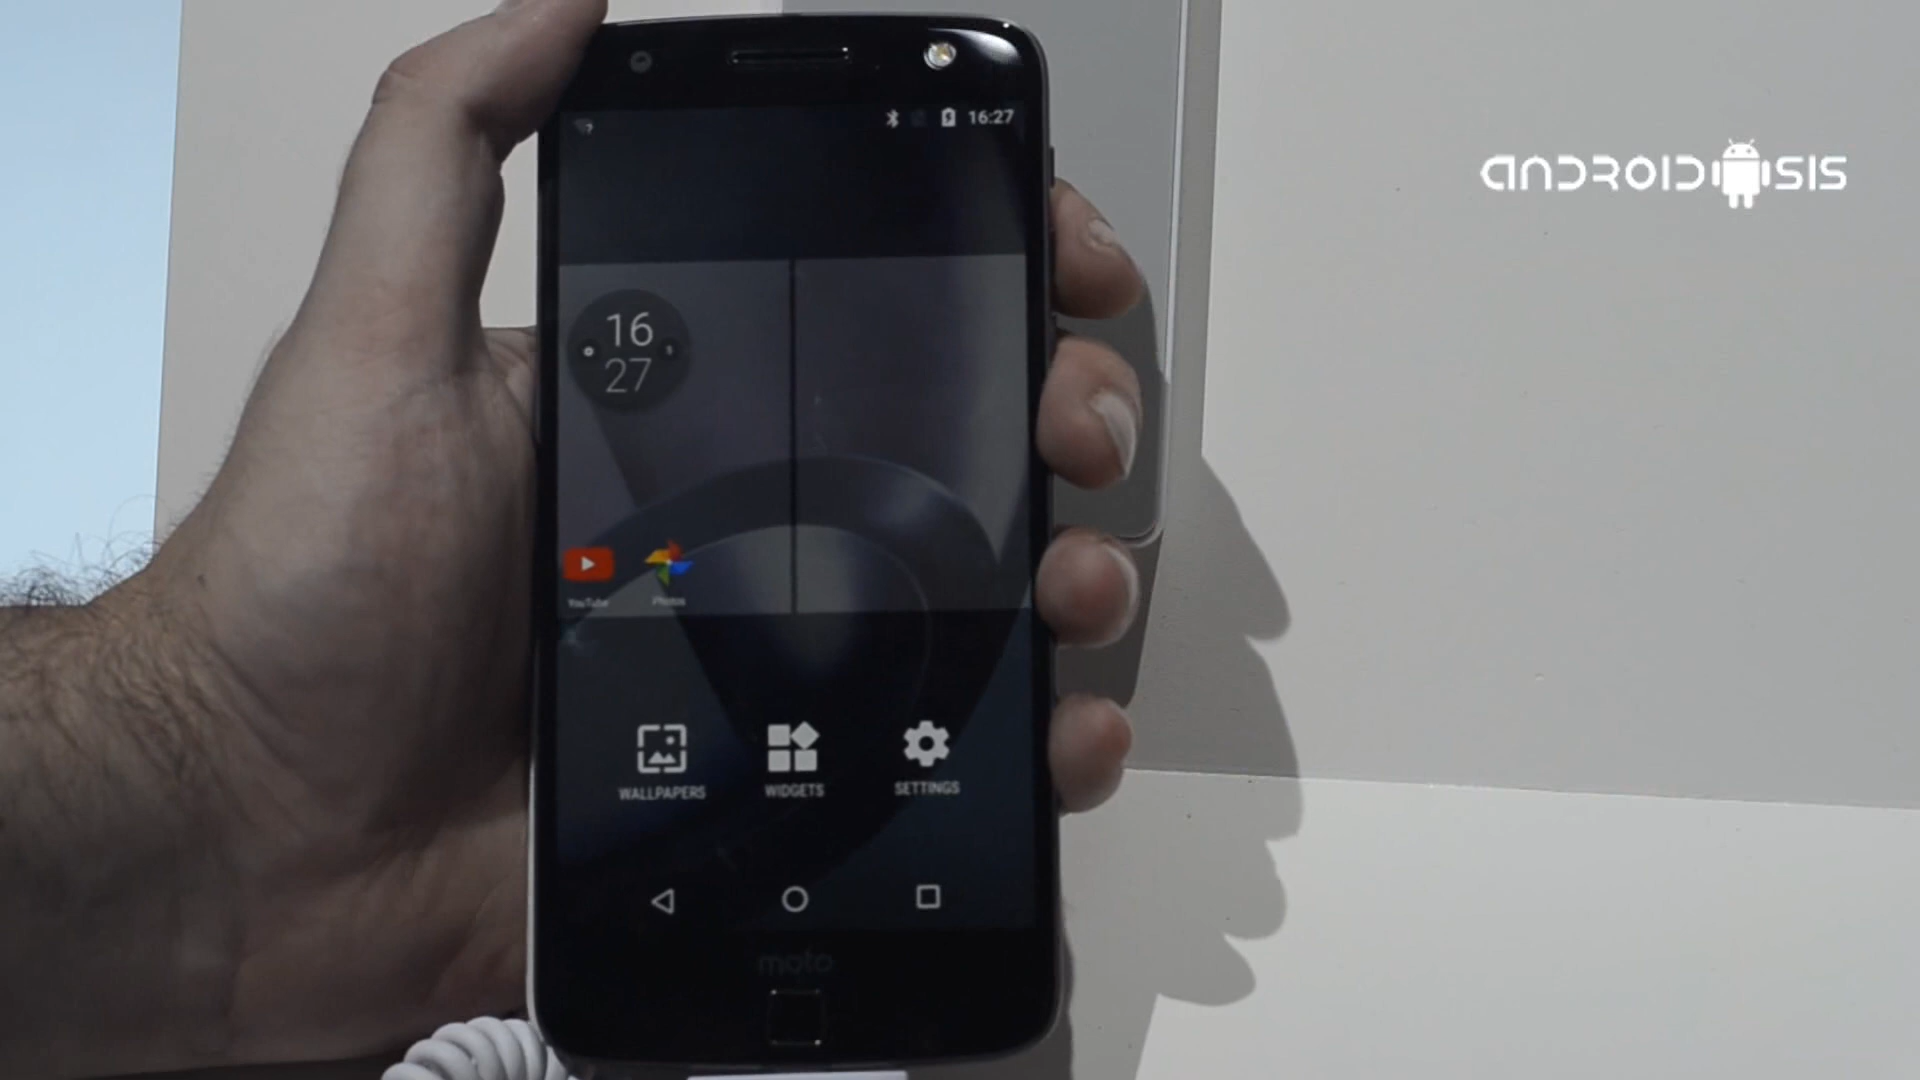 16:27
ANDROIDSIS
16
27
YouTube
Photos
WALLPAPERS
WIDGETS
SETTINGS
moto